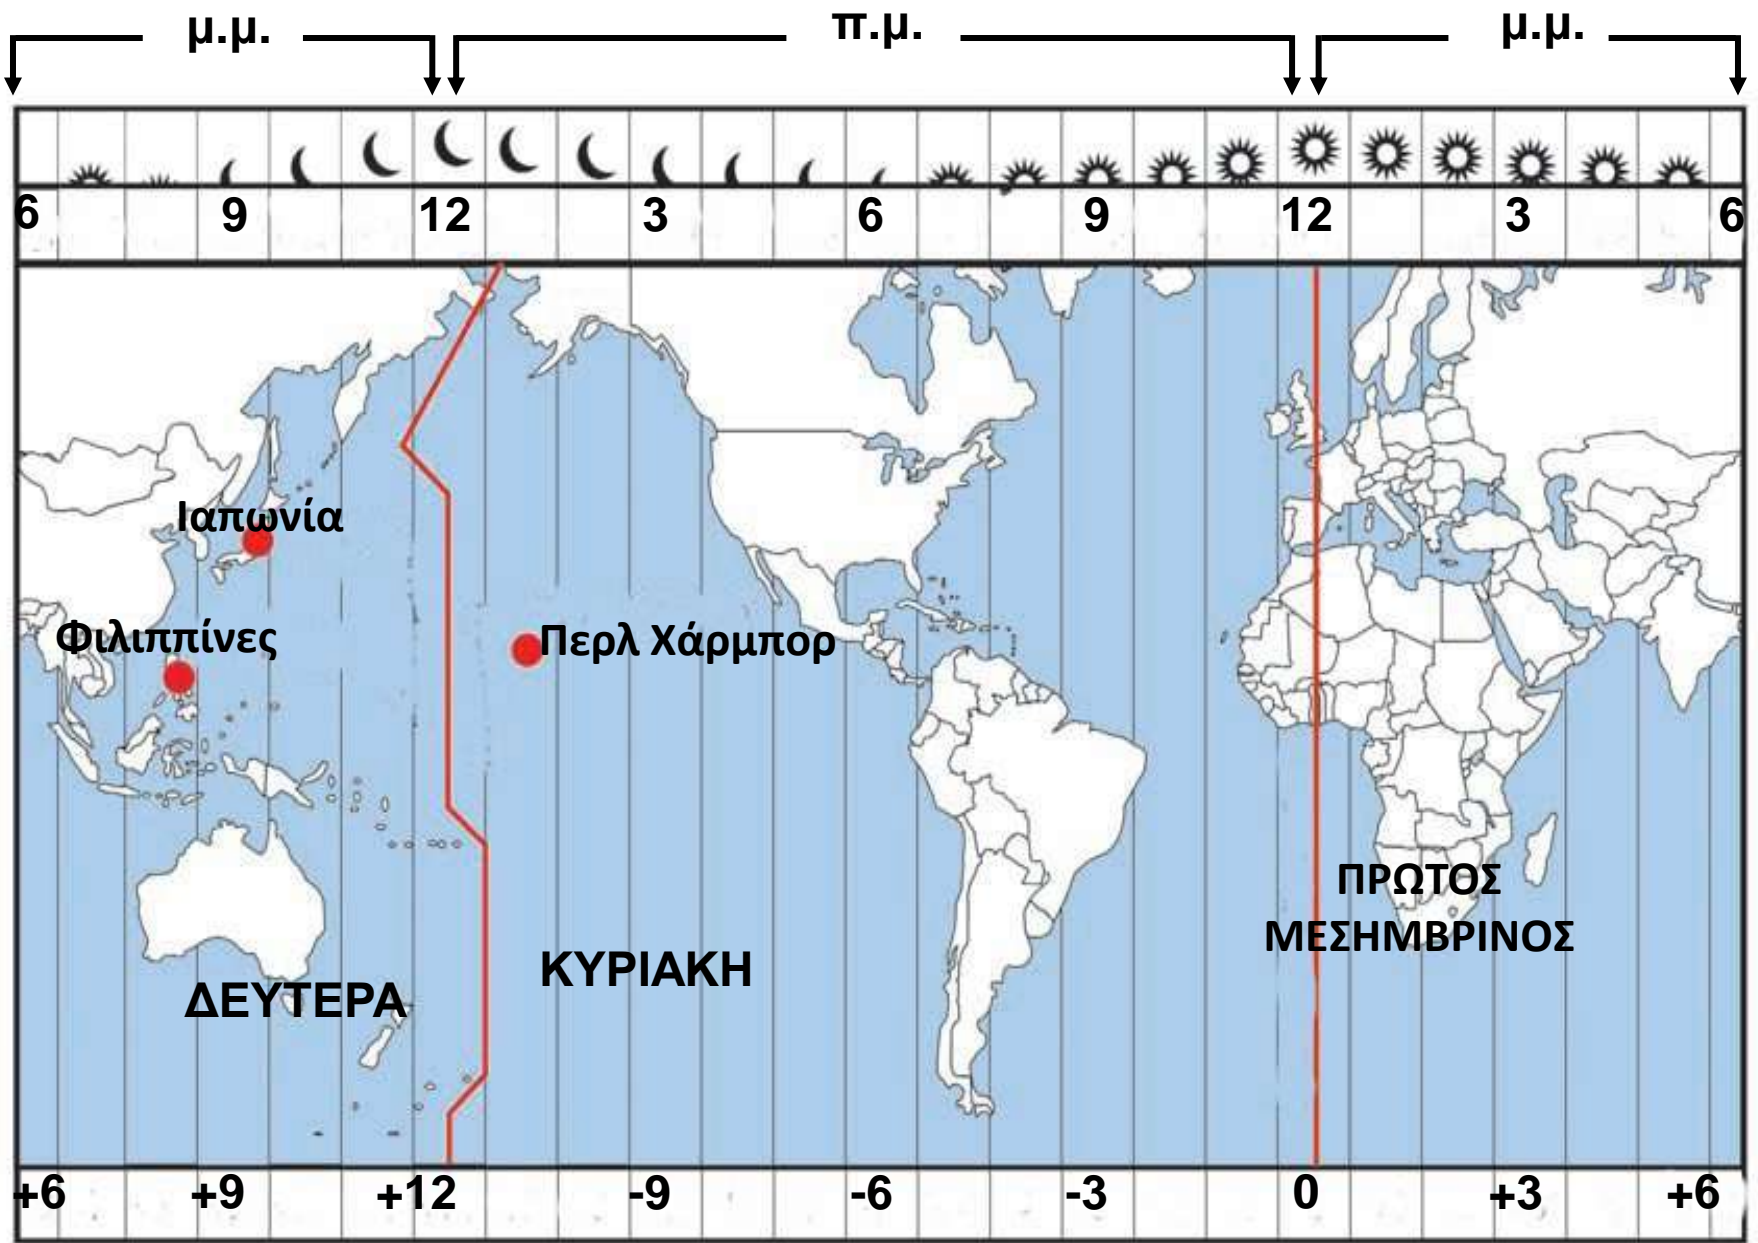 μ.μ. π.μ. μ.μ.
6 9 12 3 6 9 12 3 6
Ιαπωνία
Φιλιππίνες
Περλ Χάρμπορ
ΠΡΩΤΟΣ
ΜΕΣΗΜΒΡΙΝΟΣ
ΚΥΡΙΑΚΗ
ΔΕΥΤΕΡΑ
+6 +9 +12 -9 -6 -3 0 +3 +6